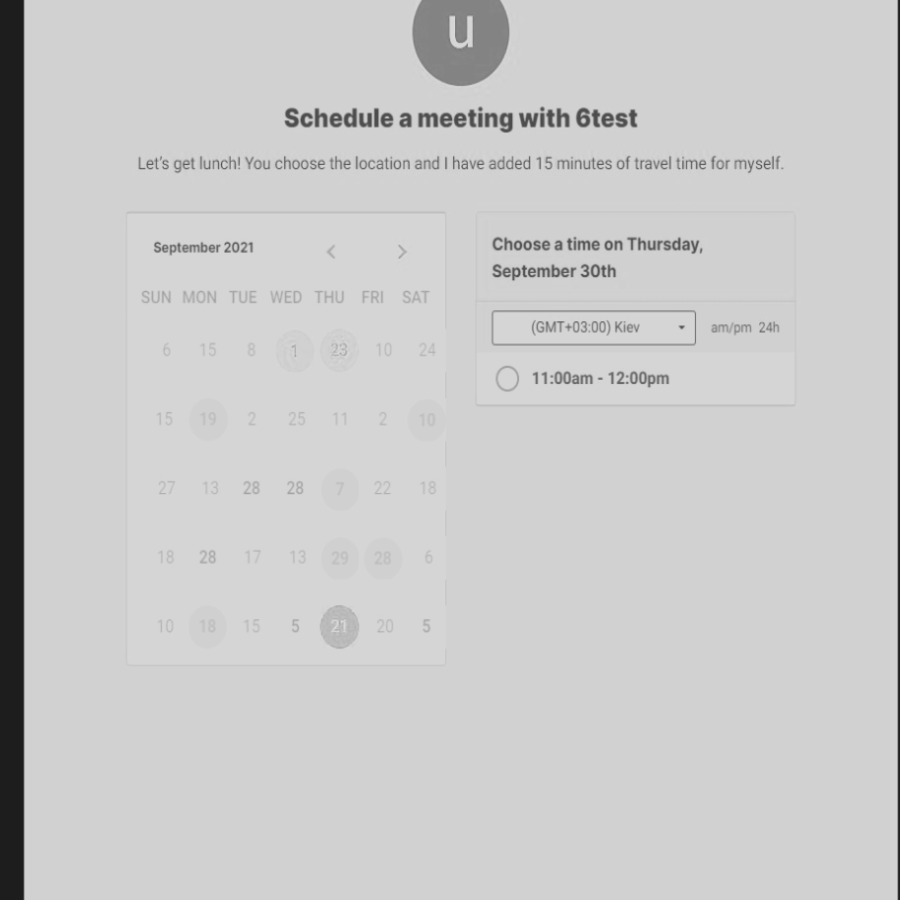 u
Schedule a meeting with 6test
Let's get lunch! You choose the location and I have added 15 minutes of travel time for myself.
September 2021
SUN MON TUE WED THU FRI SAT
6 15 8 1 23 10 24
15 19 2 25 11 2 10
27 13 28 28 7 22 18
18 28 17 13 29 28 6
10 18 15 5 21 20 5
Choose a time on Thursday,
September 30th
(GMT+03:00) Kiev am/pm 24h
11:00am - 12:00pm